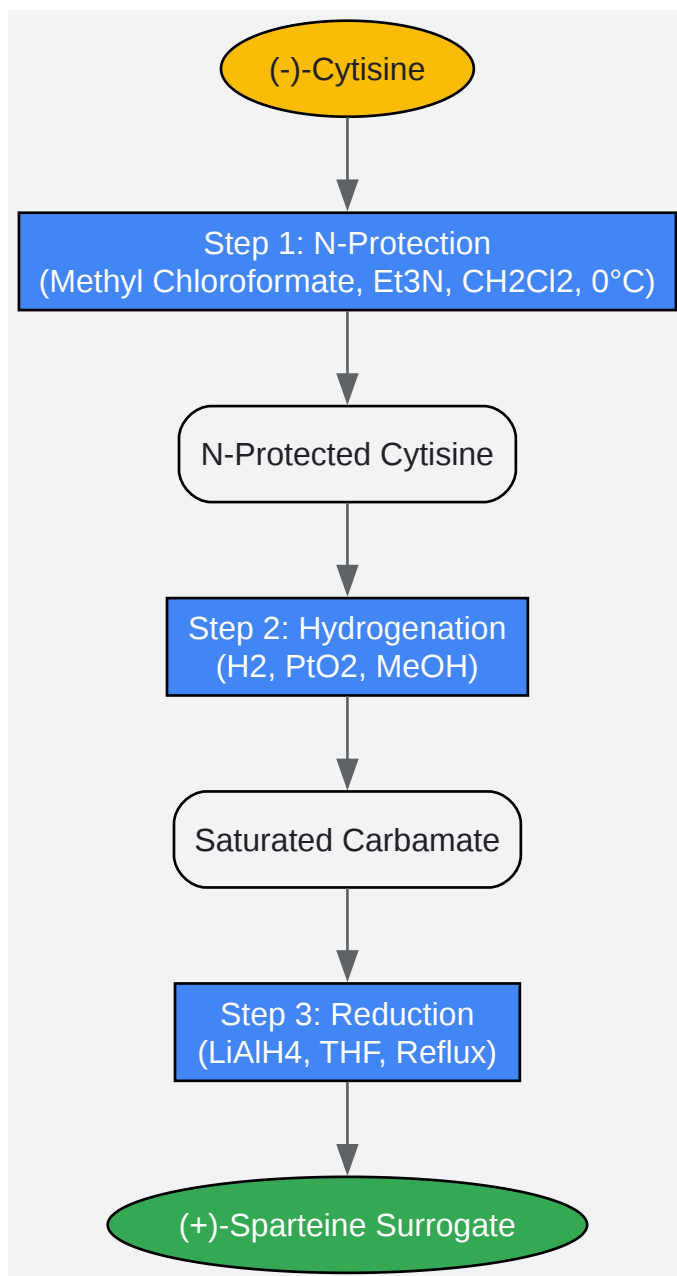 (-)-Cytisine
Step 1: N-Protection
(Methyl Chloroformate, Et3N, CH2Cl2, 0°C)
N-Protected Cytisine
Step 2: Hydrogenation
(H2, PtO2, MeOH)
Saturated Carbamate
Step 3: Reduction
(LiAlH4, THF, Reflux)
(+)-Sparteine Surrogate